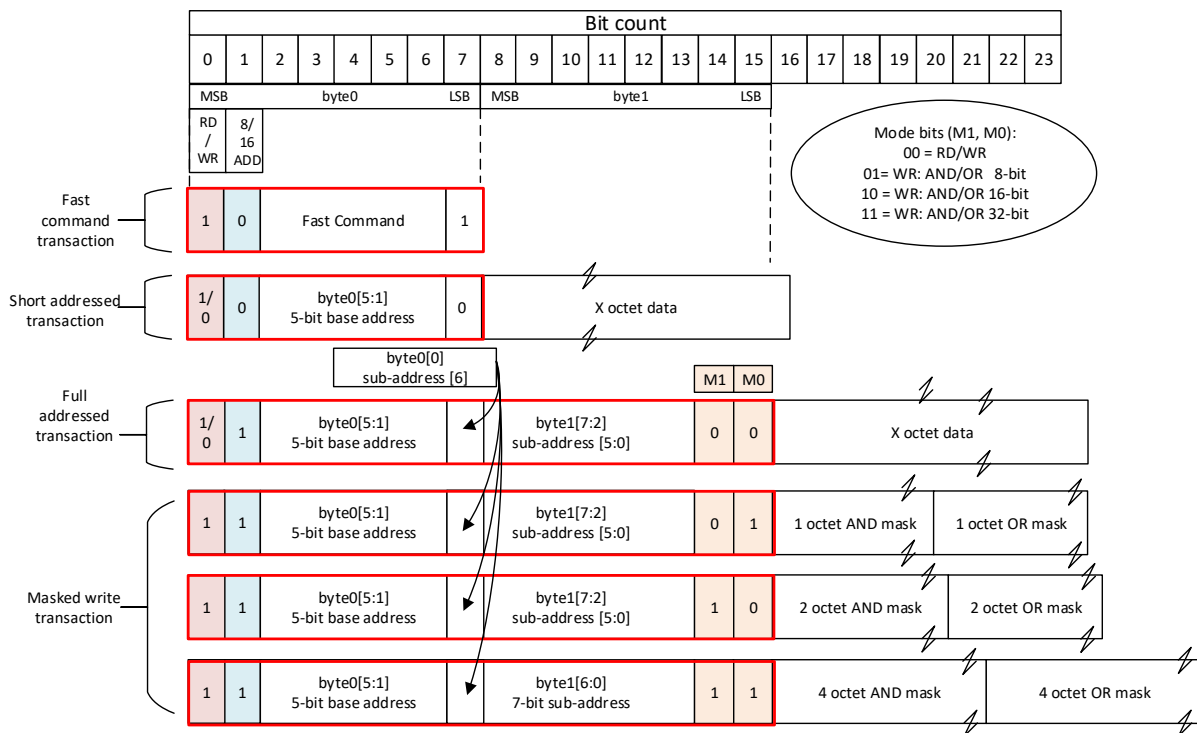 Bit count
0 1 2 3 4 5 6 7 8 9 10 11 12 13 14 15 16 17 18 19 20 21 22 23
MSB byte0 LSB MSB byte1 LSB
RD
/
WR
8/
16
ADD
Mode bits (M1, M0):
00 = RD/WR
01= WR: AND/OR 8-bit
10 = WR: AND/OR 16-bit
11 = WR: AND/OR 32-bit
Fast
command
transaction
1 0 Fast Command 1
Short addressed
transaction
1/
0
0
byte0[5:1]
5-bit base address
0
X octet data
byte0[0]
sub-address [6]
M1 M0
Full
addressed
transaction
1/
0
1
byte0[5:1]
5-bit base address
byte1[7:2]
sub-address [5:0]
0 0
X octet data
Masked write
transaction
1 1
byte0[5:1]
5-bit base address
byte1[7:2]
sub-address [5:0]
0 1
1 octet AND mask 1 octet OR mask
1 1
byte0[5:1]
5-bit base address
byte1[7:2]
sub-address [5:0]
1 0
2 octet AND mask 2 octet OR mask
1 1
byte0[5:1]
5-bit base address
byte1[6:0]
7-bit sub-address
1 1
4 octet AND mask 4 octet OR mask